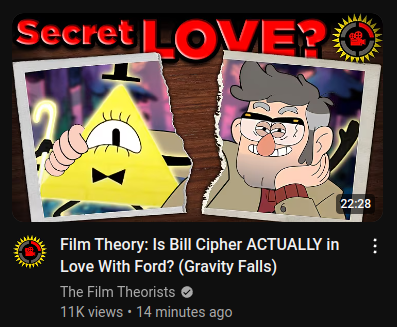 Secret LOVE?
22:28
Film Theory: Is Bill Cipher ACTUALLY in
Love With Ford? (Gravity Falls)
The Film Theorists
11K views • 14 minutes ago